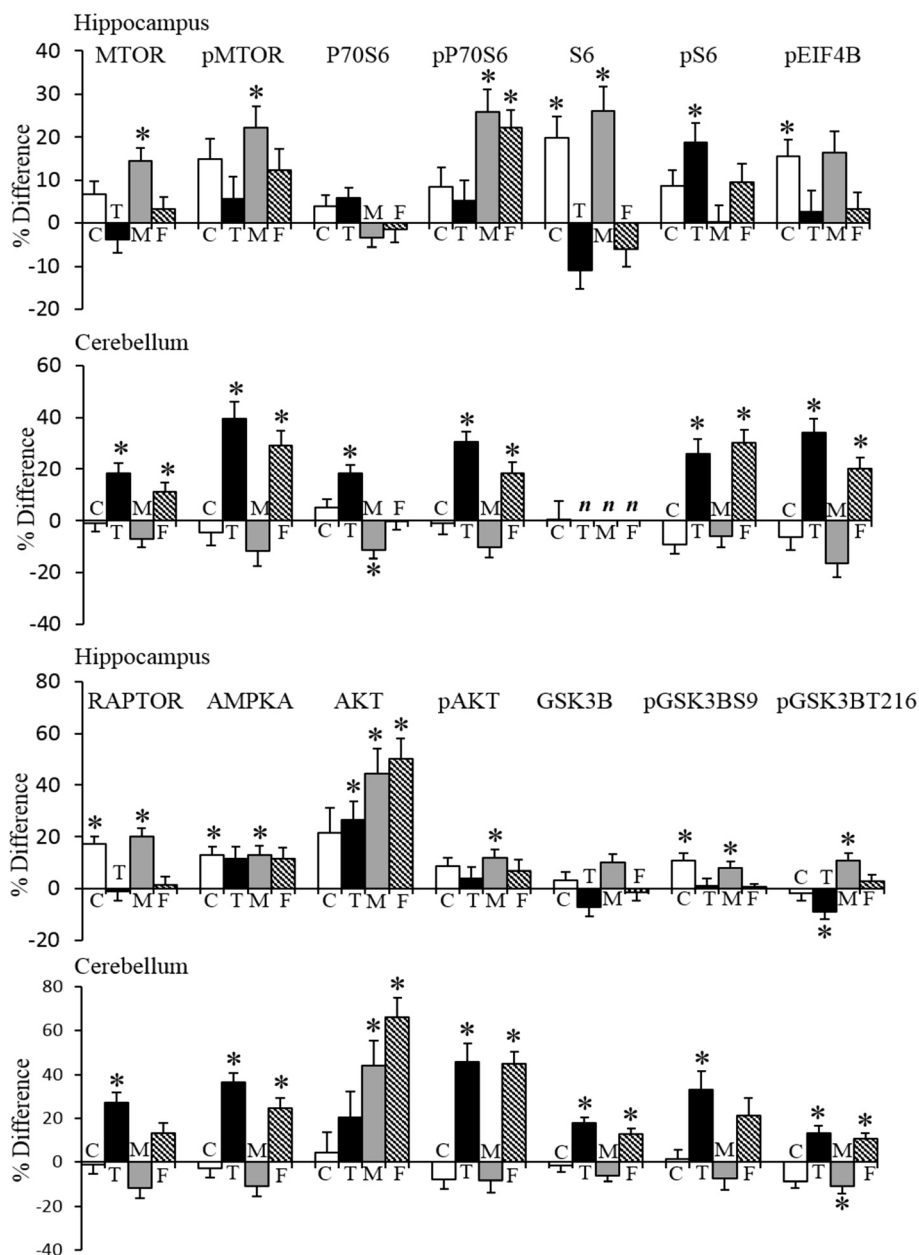 Hippocampus
MTOR pMTOR P70S6 pP70S6 S6 pS6 pEIF4B
40
30
20
10
0
-10
-20
% Difference
* * * * * * * *
T M F T F
C M F C T M F C T C T M F C M C T M F C T M F
Cerebellum
60
40
20
0
-20
-40
% Difference
* * * * * * * * * * *
C M C M C M F C M C n n n C M C M
T F T F T T F T M F T F T F
*
Hippocampus
80
60
40
20
0
-20
% Difference
RAPTOR AMPKA AKT pAKT GSK3B pGSK3BS9 pGSK3BT216
* * * * * * * * * * *
T T F C T
C M F C T M F C T M F C T M F C M C T M F M F
*
Cerebellum
80
60
40
20
0
-20
-40
% Difference
* * * * * * * * * * * *
C M C M C M C M C M C M
T F T F C T M F T F T F T F T F
*